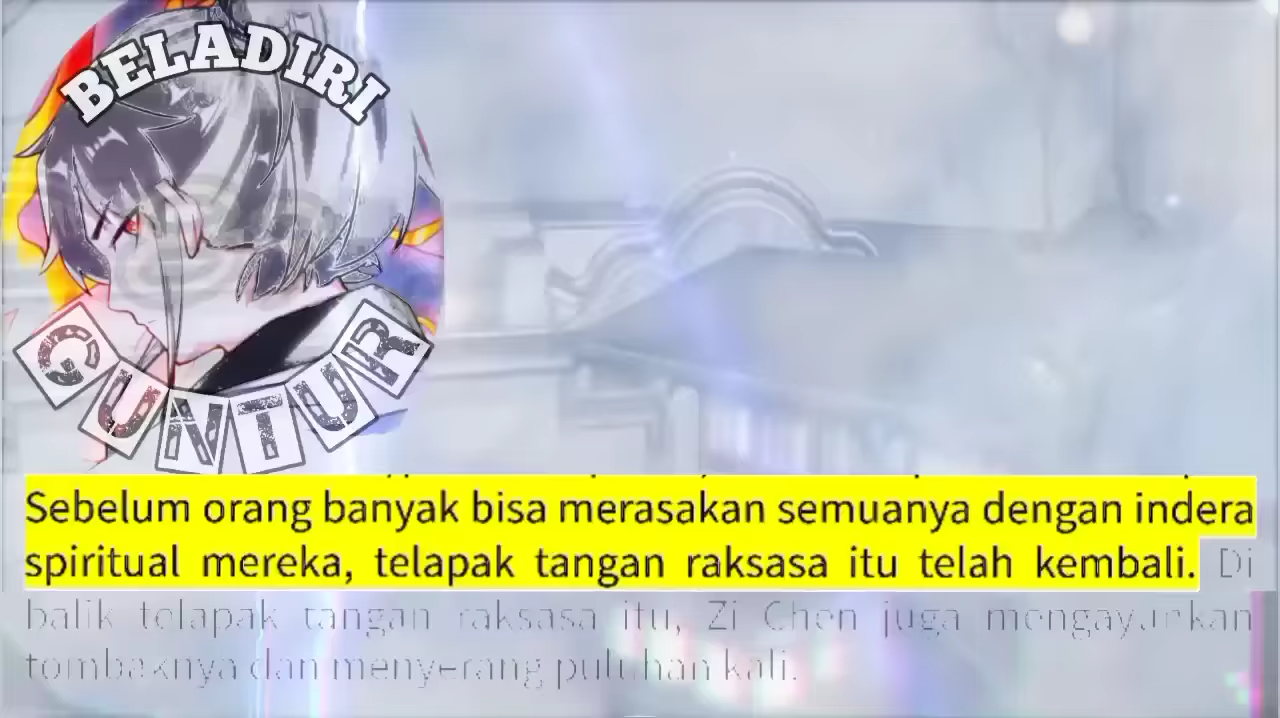 BELADIRI
GUNTUR
Sebelum orang banyak bisa merasakan semuanya dengan indera
spiritual mereka, telapak tangan raksasa itu telah kembali. Di
balik telapak tangan raksasa itu, Zi Chen juga mengayunkan
tombaknya dan menyerang puluhan kali.